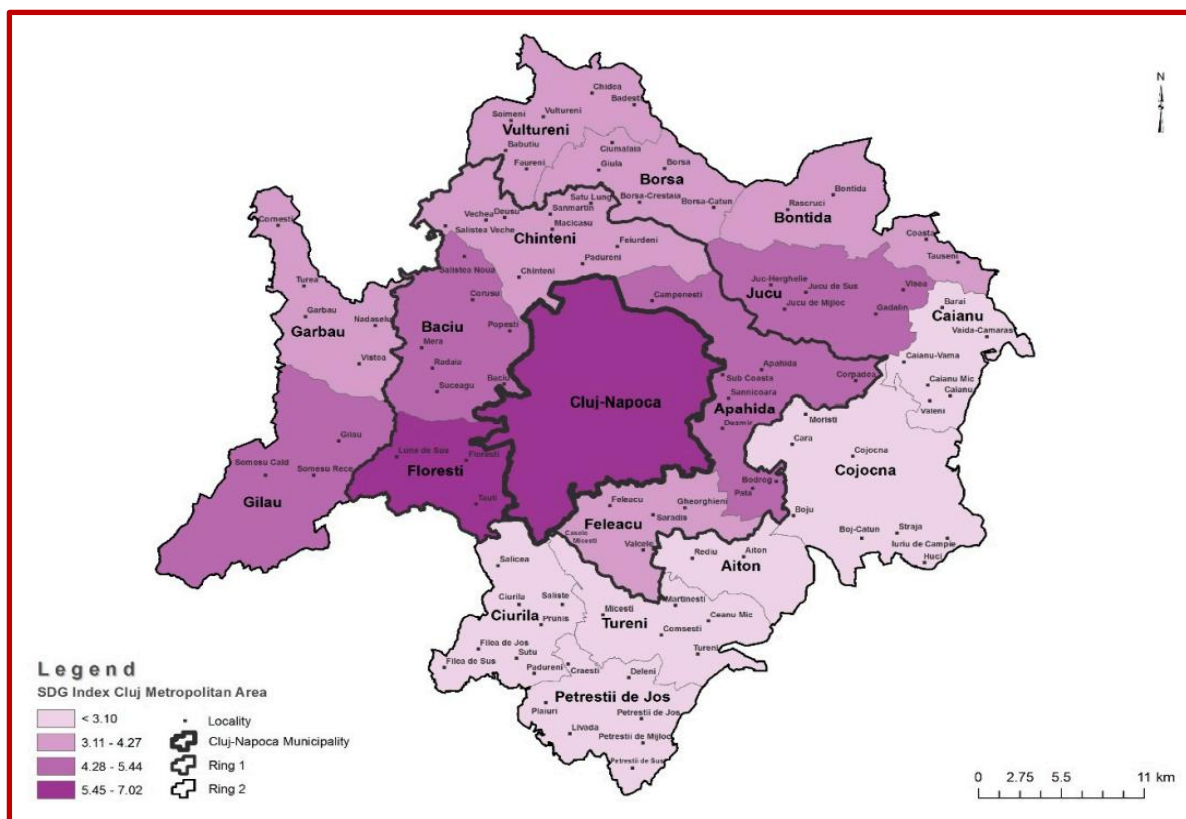 N
Chidea
Badesti
Soimeni
Vultureni
Vultureni
Babutiu
Faureni
Ciumafaia
Giula
Borsa
Borsa
Borsa-Crestaia
Borsa-Catun
Bontida
Rascruci
Bontida
Satu Lung
Sanmartin
Vechea
Deusu
Macicasu
Salistea Veche
Chinteni
Feiurdeni
Padureni
Chinteni
Cornesti
Turea
Garbau
Nadaselu
Garbau
Vistea
Salistea Noua
Corusu
Popesti
Baciu
Mera
Radaia
Suceagu
Baciu
Coasta
Tauseni
Juc-Herghelie
Jucu de Sus
Jucu
Jucu de Mijloc
Visea
Gadalin
Campenesti
Barai
Caianu
Vaida-Camaras
Caianu-Vama
Caianu Mic
Caianu
Valeni
Apahida
Sub Coasta
Corpadea
Sannicoara
Apahida
Dezmir
Cluj-Napoca
Moristi
Cara
Cojocna
Cojocna
Bodrog
Pata
Boju
Boj-Catun
Straja
Iuriu de Campie
Huci
Gilau
Somesu Cald
Somesu Rece
Gilau
Luna de Sus
Floresti
Floresti
Tauti
Feleacu
Gheorghieni
Saradis
Feleacu
Casele
Micesti
Valcele
Rediu
Aiton
Aiton
Salicea
Ciurilu
Saliste
Ciurila
Prunis
Filea de Jos
Sutu
Filea de Sus
Padureni
Micesti
Martinesti
Tureni
Ceanu Mic
Comsesti
Tureni
Craesti
Deleni
Petrestii de Jos
Plaiuri
Petrestii de Jos
Livada
Petrestii de Mijloc
Petrestii de Sus
Legend
SDG Index Cluj Metropolitan Area
< 3.10
3.11 - 4.27
4.28 - 5.44
5.45 - 7.02
Locality
Cluj-Napoca Municipality
Ring 1
Ring 2
0 2.75 5.5 11 km